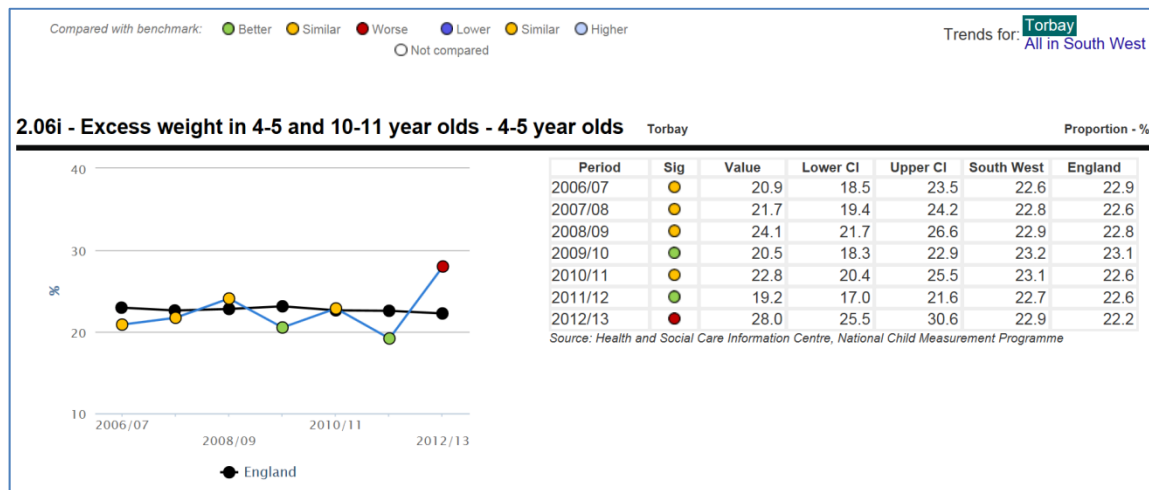 Compared with benchmark: Better Similar Worse Lower Similar Higher
Not compared
Trends for: Torbay
All in South West
2.06i - Excess weight in 4-5 and 10-11 year olds - 4-5 year olds Torbay Proportion - %
40
30
%
20
10
2006/07 2010/11
2008/09 2012/13
England
Period Sig Value Lower CI Upper CI South West England
2006/07 20.9 18.5 23.5 22.6 22.9
2007/08 21.7 19.4 24.2 22.8 22.6
2008/09 24.1 21.7 26.6 22.9 22.8
2009/10 20.5 18.3 22.9 23.2 23.1
2010/11 22.8 20.4 25.5 23.1 22.6
2011/12 19.2 17.0 21.6 22.7 22.6
2012/13 28.0 25.5 30.6 22.9 22.2
Source: Health and Social Care Information Centre, National Child Measurement Programme